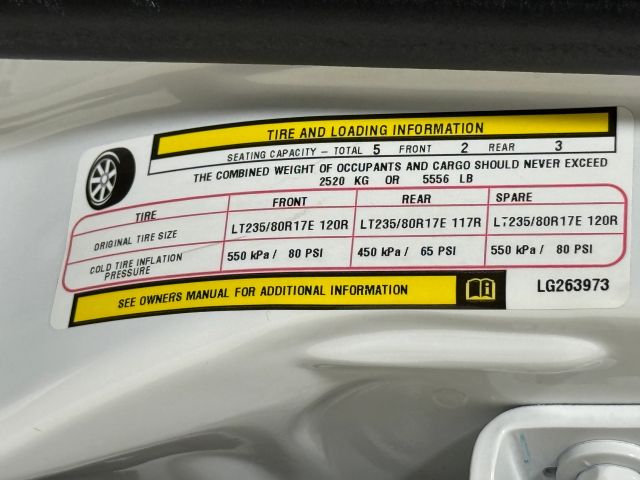 TIRE AND LOADING INFORMATION
SEATING CAPACITY – TOTAL 5 FRONT 2 REAR 3
THE COMBINED WEIGHT OF OCCUPANTS AND CARGO SHOULD NEVER EXCEED
2520 KG OR 5556 LB
TIRE FRONT REAR SPARE
ORIGINAL TIRE SIZE LT235/80R17E 120R LT235/80R17E 117R LT235/80R17E 120R
COLD TIRE INFLATION PRESSURE 550 kPa / 80 PSI 450 kPa / 65 PSI 550 kPa / 80 PSI
SEE OWNERS MANUAL FOR ADDITIONAL INFORMATION LG263973